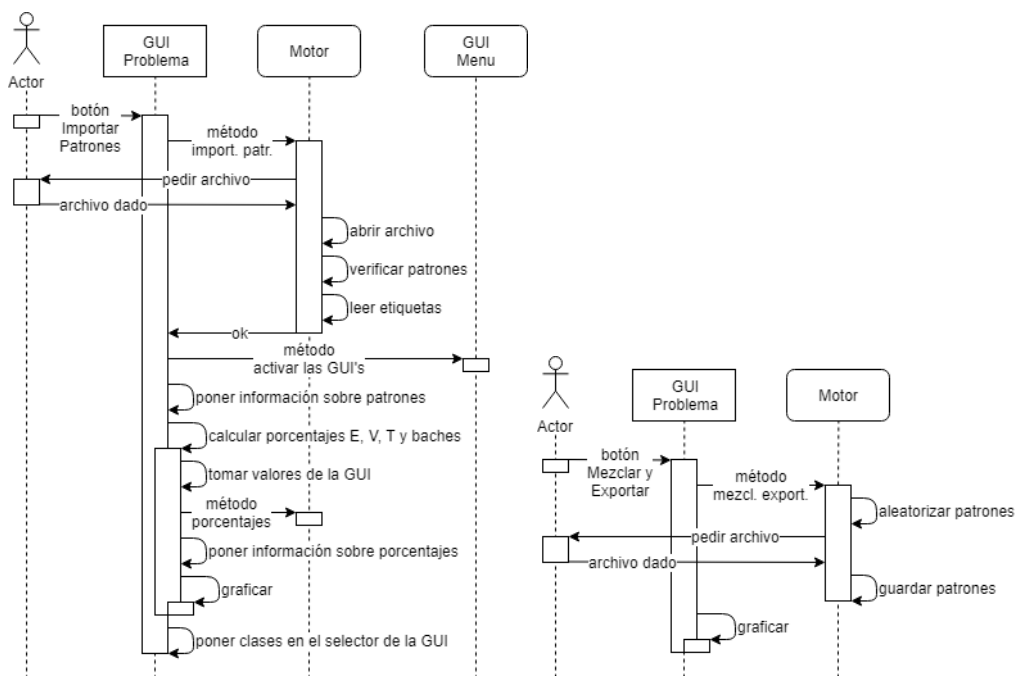 GUI
Problema
Motor
GUI
Menu
Actor
botón
Importar
Patrones
método
import. patr.
pedir archivo
archivo dado
abrir archivo
verificar patrones
leer etiquetas
ok
método
activar las GUI's
poner información sobre patrones
calcular porcentajes E, V, T y baches
tomar valores de la GUI
método
porcentajes
poner información sobre porcentajes
graficar
poner clases en el selector de la GUI
GUI
Problema
Motor
Actor
botón
Mezclar y
Exportar
método
mezcl. export.
aleatorizar patrones
pedir archivo
archivo dado
guardar patrones
graficar